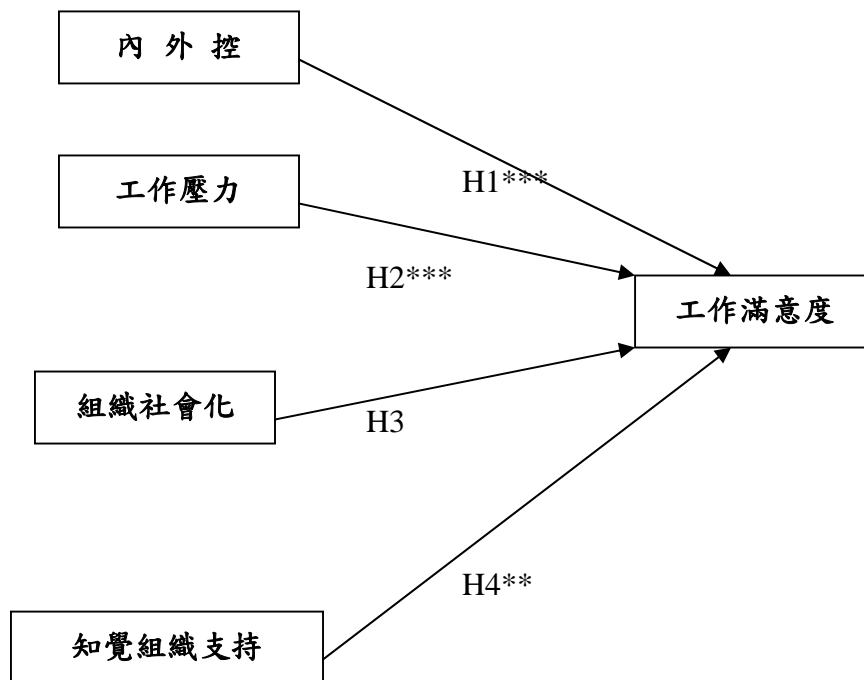 內 外 控
工作壓力
H1***
H2***
工作滿意度
組織社會化
H3
H4**
知覺組織支持